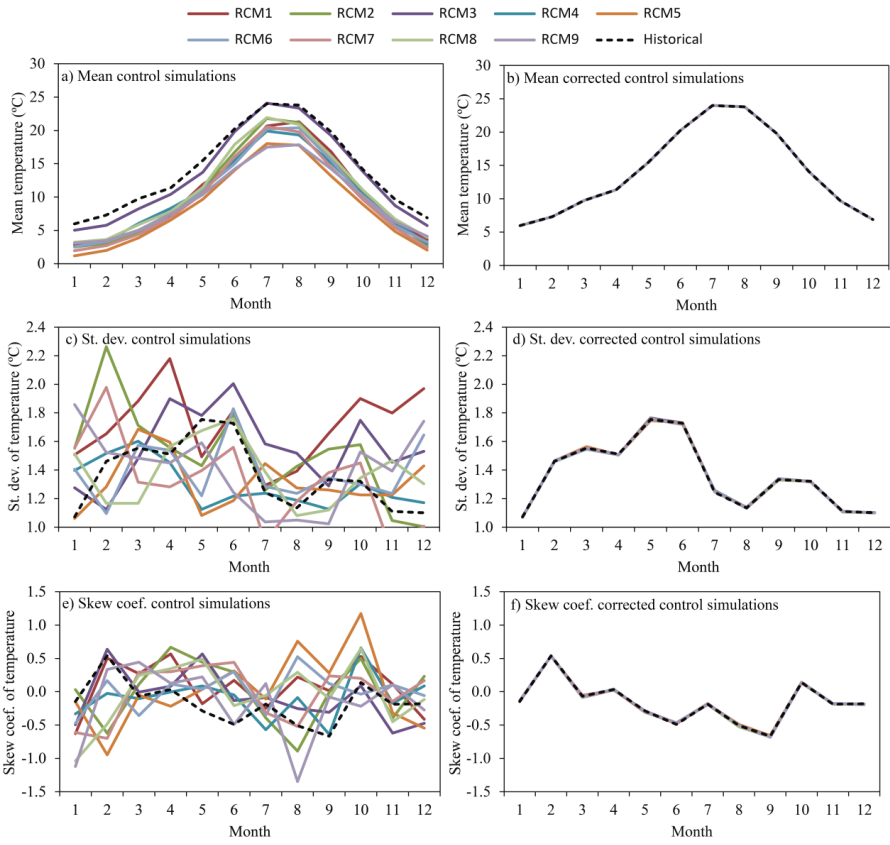 RCM1 RCM2 RCM3 RCM4 RCM5
RCM6 RCM7 RCM8 RCM9 Historical
a) Mean control simulations
Mean temperature (ºC)
30
25
20
15
10
5
0
1 2 3 4 5 6 7 8 9 10 11 12
Month
b) Mean corrected control simulations
Mean temperature (ºC)
30
25
20
15
10
5
0
1 2 3 4 5 6 7 8 9 10 11 12
Month
c) St. dev. control simulations
St. dev. of temperature (ºC)
2.4
2.2
2.0
1.8
1.6
1.4
1.2
1.0
1 2 3 4 5 6 7 8 9 10 11 12
Month
d) St. dev. corrected control simulations
St. dev. of temperature (ºC)
2.4
2.2
2.0
1.8
1.6
1.4
1.2
1.0
1 2 3 4 5 6 7 8 9 10 11 12
Month
e) Skew coef. control simulations
Skew coef. of temperature
1.5
1.0
0.5
0.0
-0.5
-1.0
-1.5
1 2 3 4 5 6 7 8 9 10 11 12
Month
f) Skew coef. corrected control simulations
Skew coef. of temperature
1.5
1.0
0.5
0.0
-0.5
-1.0
-1.5
1 2 3 4 5 6 7 8 9 10 11 12
Month